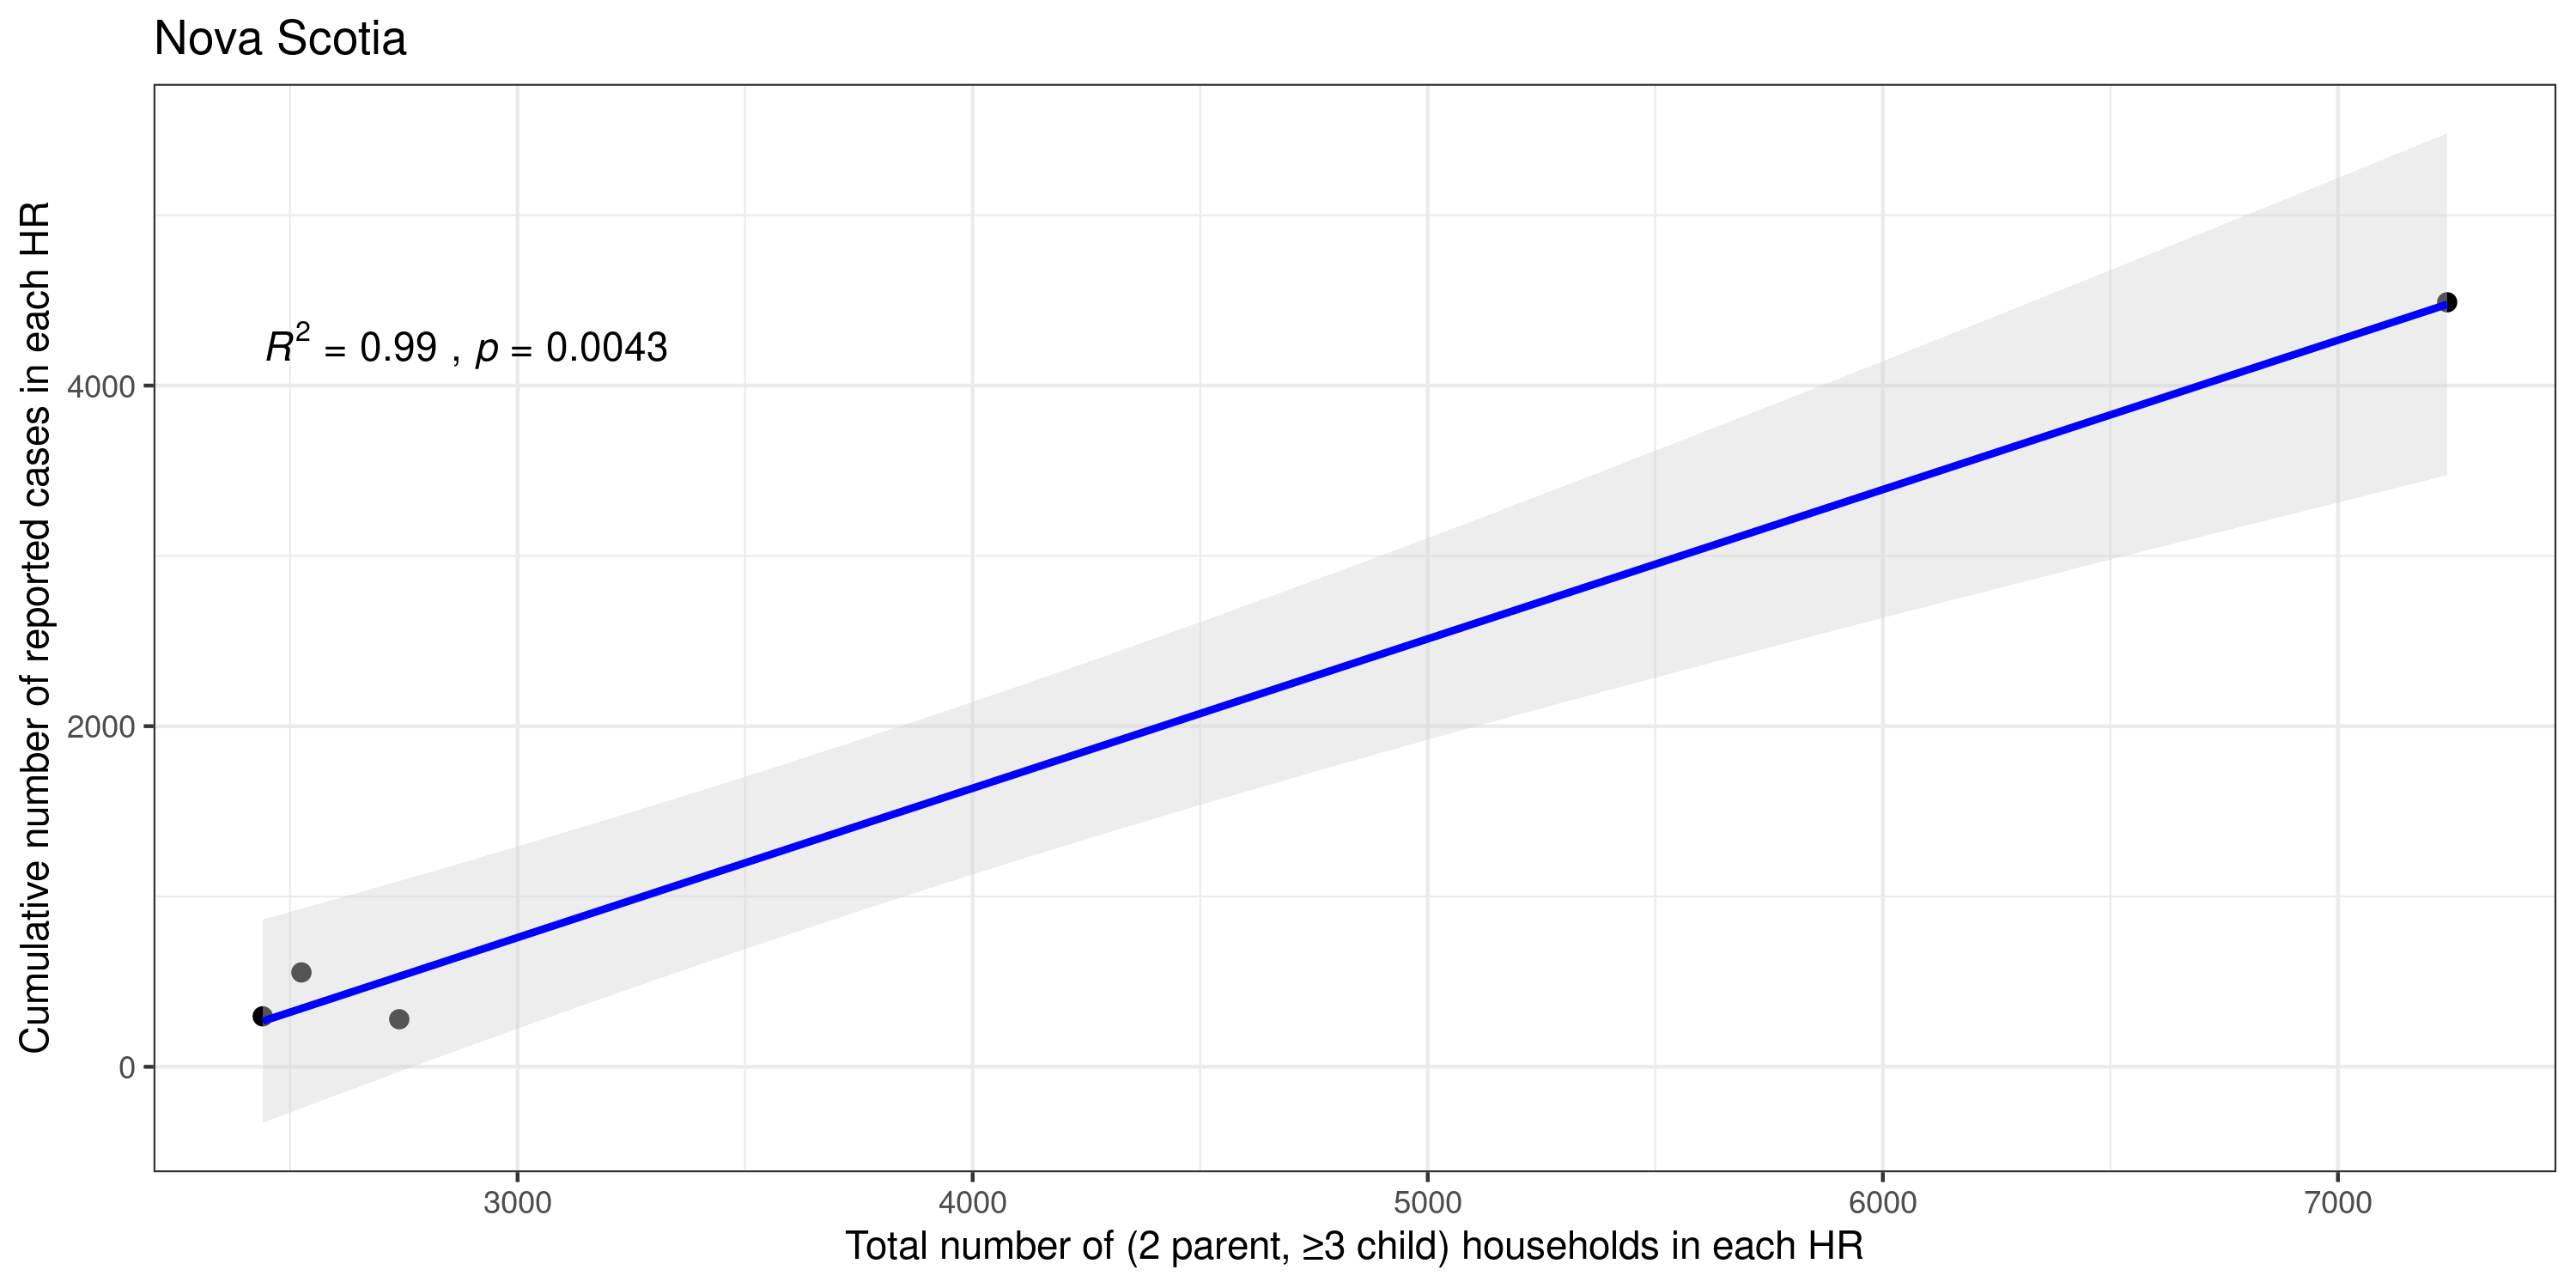 Nova Scotia
Cumulative number of reported cases in each HR
R² = 0.99 , p = 0.0043
4000
2000
0
3000 4000 5000 6000 7000
Total number of (2 parent, ≥3 child) households in each HR